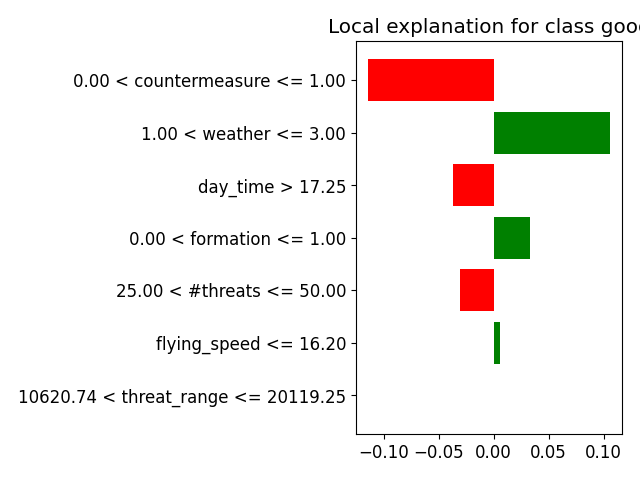 Local explanation for class goo
0.00 < countermeasure <= 1.00
1.00 < weather <= 3.00
day_time > 17.25
0.00 < formation <= 1.00
25.00 < #threats <= 50.00
flying_speed <= 16.20
10620.74 < threat_range <= 20119.25
−0.10 −0.05 0.00 0.05 0.10